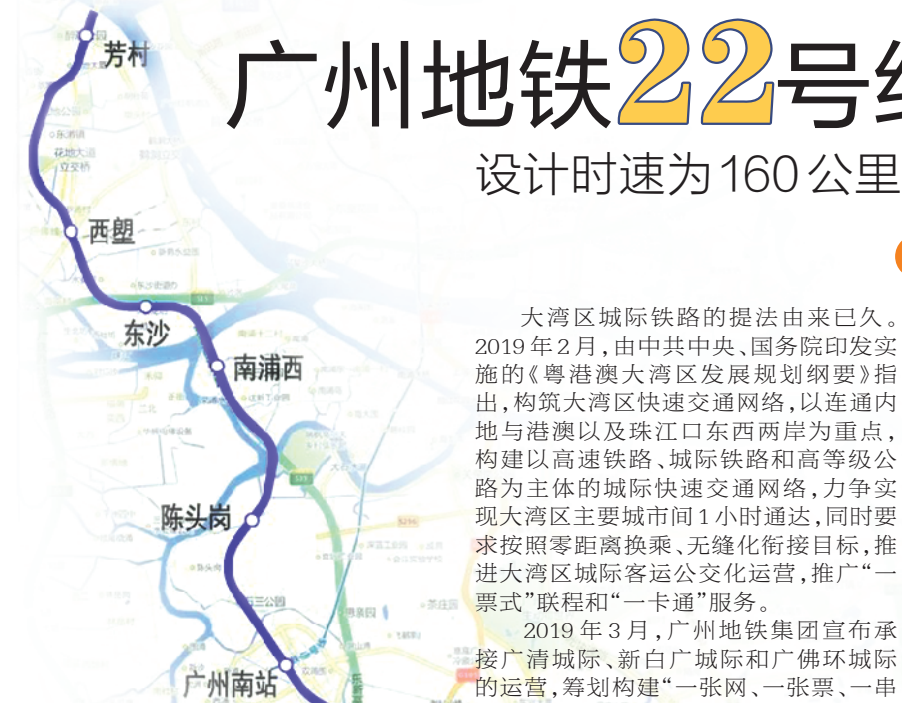 广州地铁22号
设计时速为160公里
芳村
花地大道
立交桥
西塱
东沙
南浦西
陈头岗
广州南站
大湾区城际铁路的提法由来已久。
2019年2月,由中共中央、国务院印发实
施的《粤港澳大湾区发展规划纲要》指
出,构筑大湾区快速交通网络,以连通内
地与港澳以及珠江口东西两岸为重点,
构建以高速铁路、城际铁路和高等级公
路为主体的城际快速交通网络,力争实
现大湾区主要城市间1小时通达,同时要
求按照零距离换乘、无缝化衔接目标,推
进大湾区城际客运公交化运营,推广“一
票式”联程和“一卡通”服务。
2019年3月,广州地铁集团宣布承
接广清城际、新白广城际和广佛环城际
的运营,筹划构建“一张网、一张票、一串